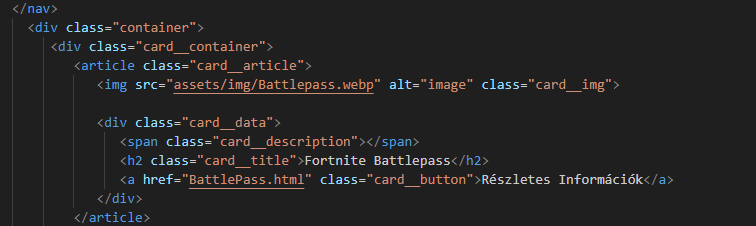 </nav>
<div class="container">
<div class="card__container">
<article class="card__article">
<img src="assets/img/Battlepass.webp" alt="image" class="card__img">
<div class="card__data">
<span class="card__description"></span>
<h2 class="card__title">Fortnite Battlepass</h2>
<a href="BattlePass.html" class="card__button">Részletes Információk</a>
</div>
</article>